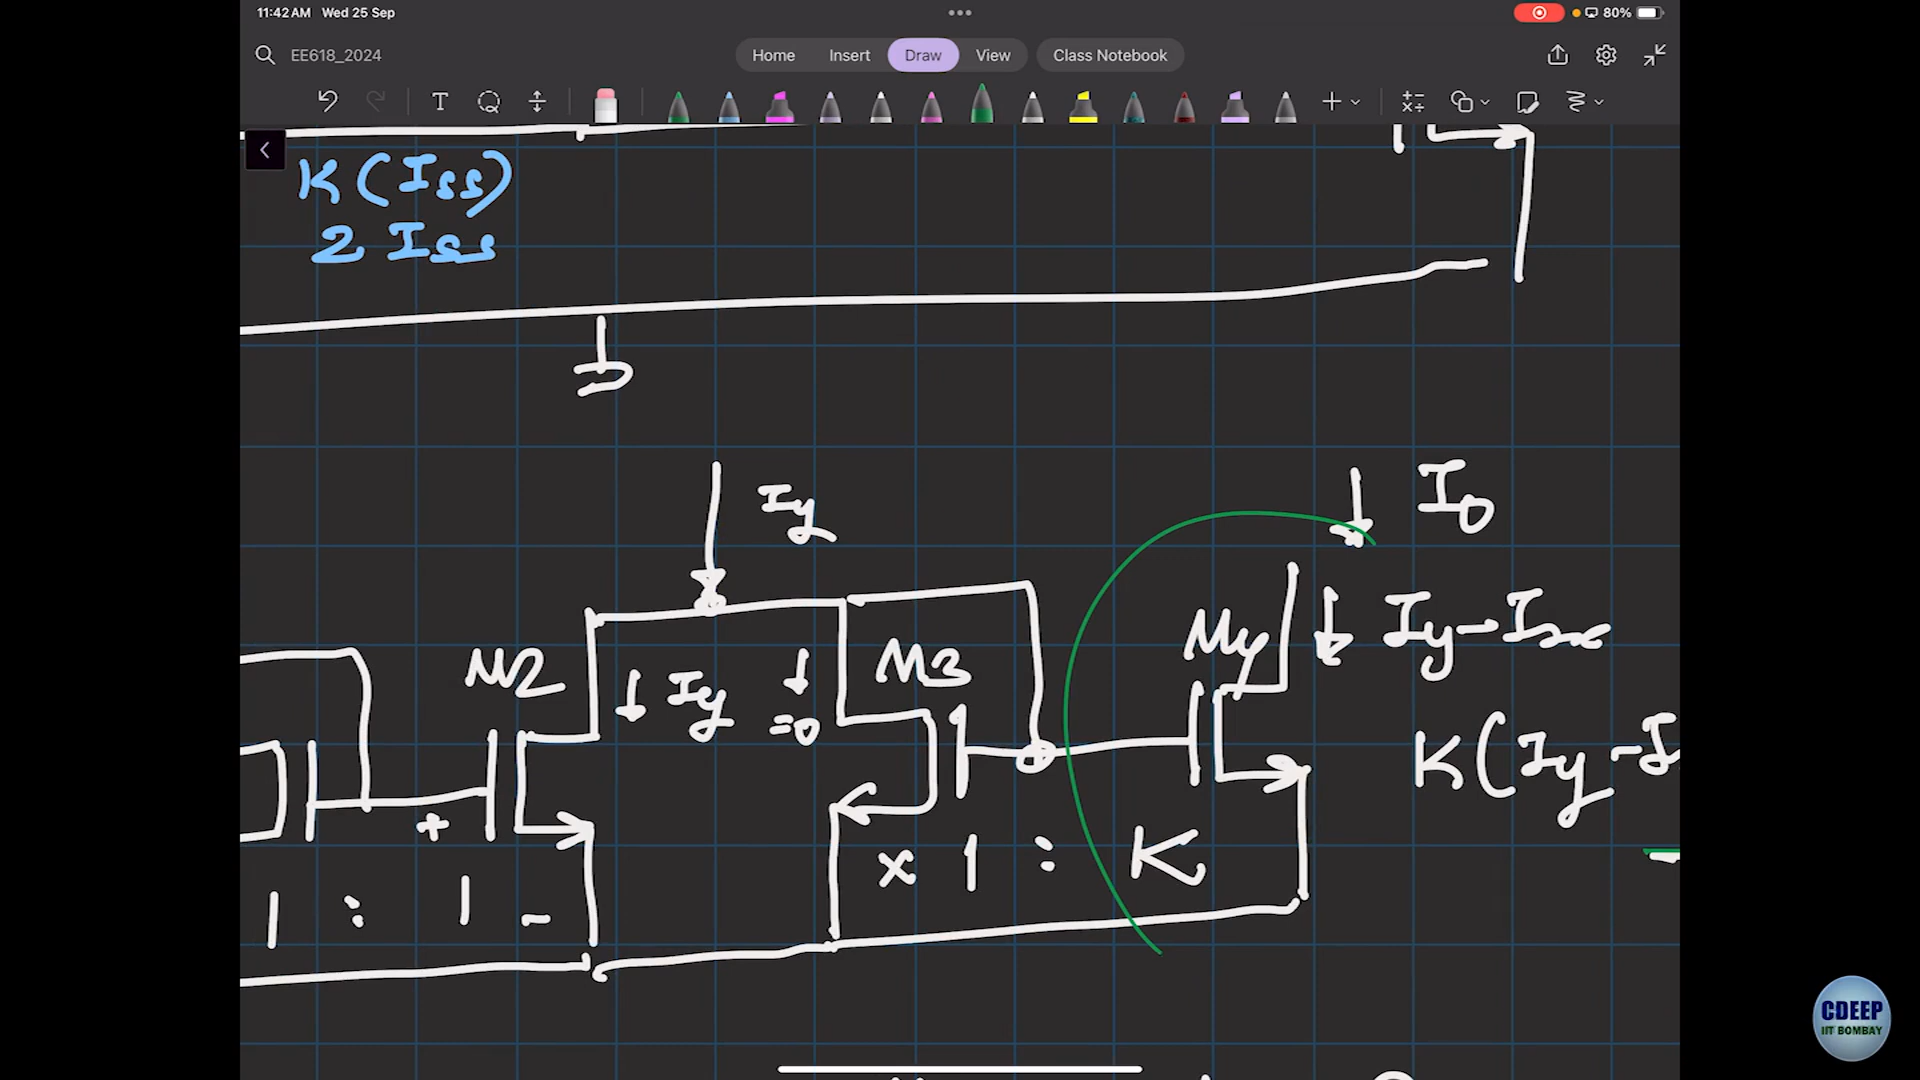 11:42 AM Wed 25 Sep
80%
EE618_2024
Home Insert Draw View Class Notebook
K(Iss)
2 Iss
Iy
Io
M2
Iy
=0
M3
My
Iy-Ix
K(Iy-I
+
x 1 : K
1 : 1 -
CDEEP
IIT BOMBAY